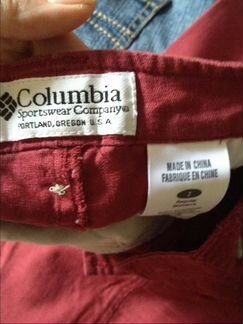 Columbia
Sportswear Company®
PORTLAND, OREGON U.S.A
MADE IN CHINA
FABRIQUE EN CHINE